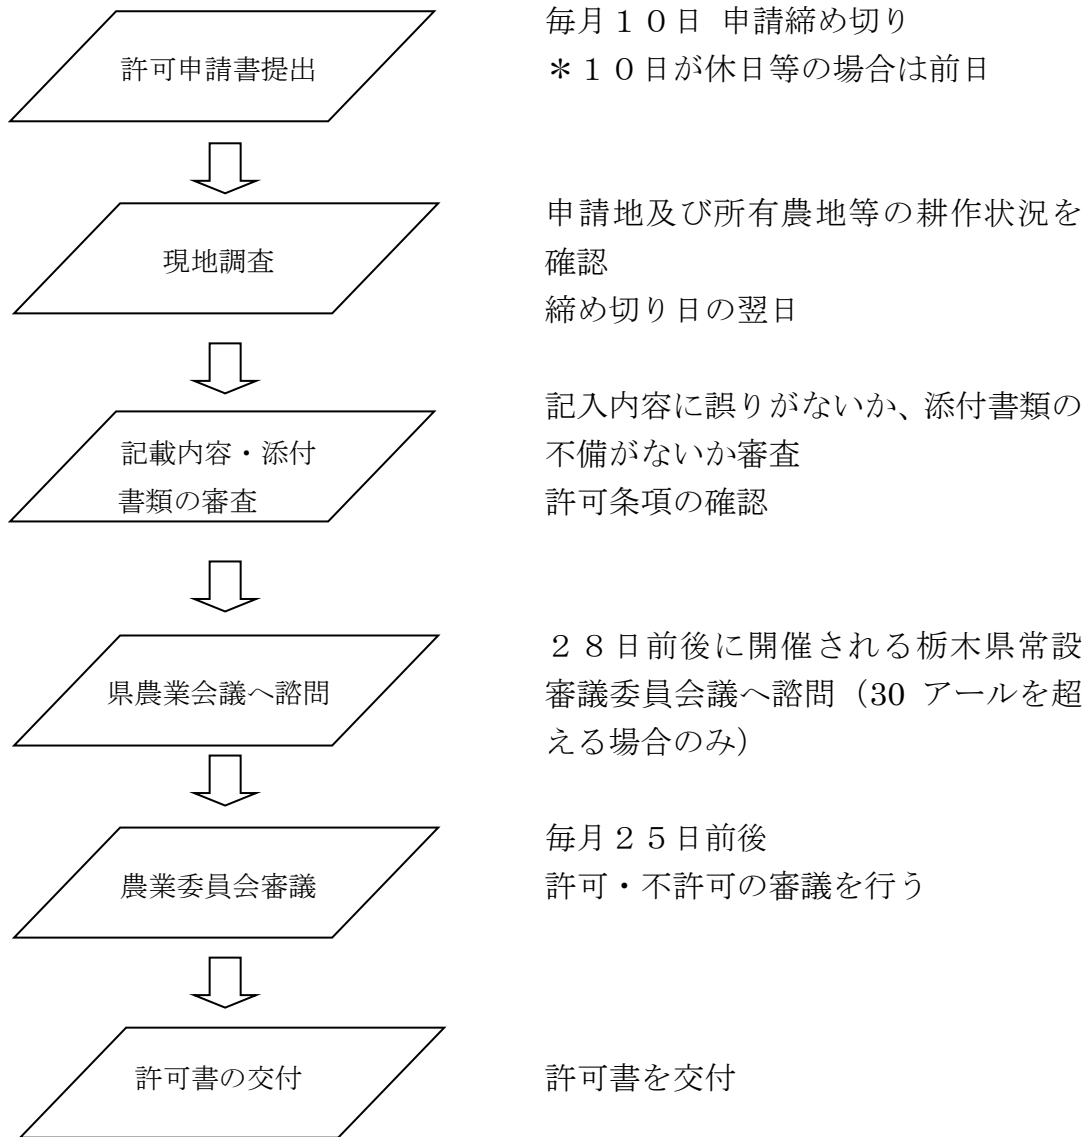 許可申請書提出
毎月１０日 申請締め切り
＊１０日が休日等の場合は前日
現地調査
申請地及び所有農地等の耕作状況を
確認
締め切り日の翌日
記載内容・添付
書類の審査
記入内容に誤りがないか、添付書類の
不備がないか審査
許可条項の確認
県農業会議へ諮問
２８日前後に開催される栃木県常設
審議委員会議へ諮問（30 アールを超
える場合のみ）
農業委員会審議
毎月２５日前後
許可・不許可の審議を行う
許可書の交付
許可書を交付